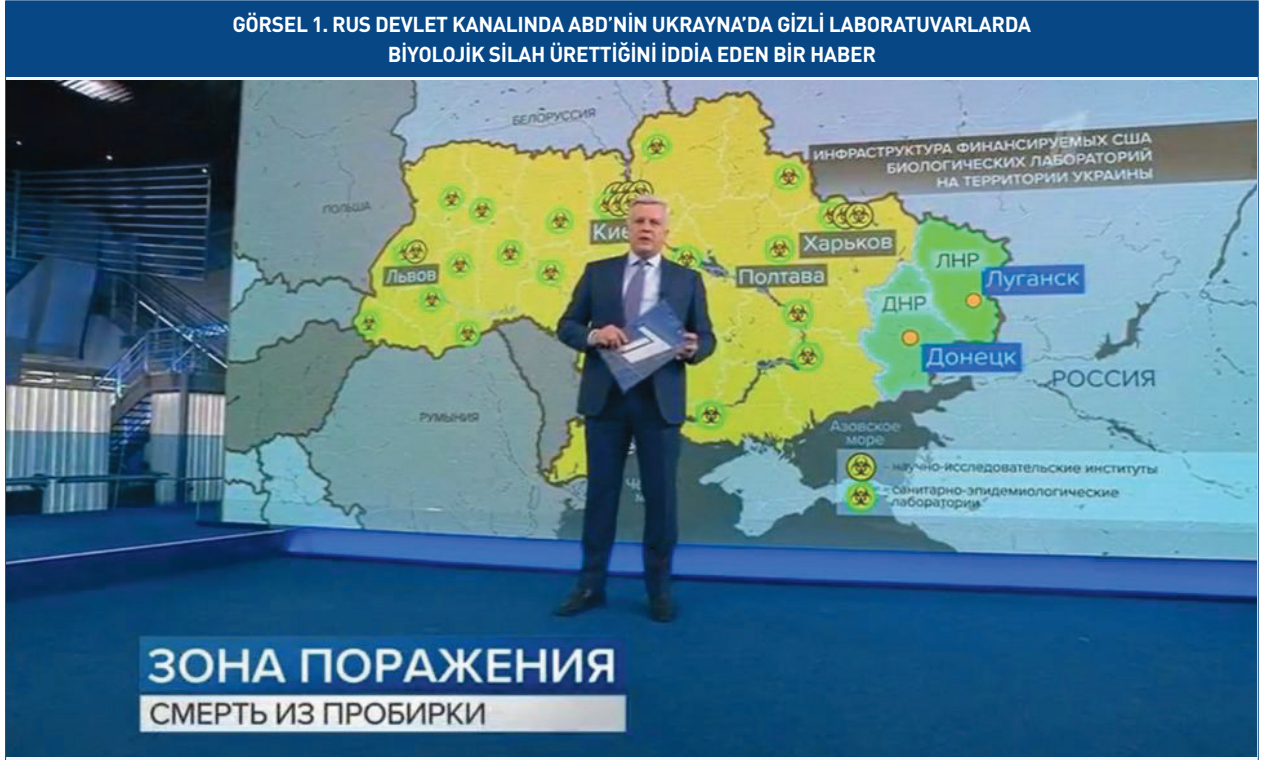 GÖRSEL 1. RUS DEVLET KANALINDA ABD'NİN UKRAYNA'DA GİZLİ LABORATUVARLARDA
BİYOLOJİK SİLAH ÜRETTİĞİNİ İDDİA EDEN BİR HABER
БЕЛОРУССИЯ
ИНФРАСТРУКТУРА ФИНАНСИРУЕМЫХ США
БИОЛОГИЧЕСКИХ ЛАБОРАТОРИЙ
НА ТЕРРИТОРИИ УКРАИНЫ
ПОЛЬША
Харьков
Львов
Полтава
ЛНР
Луганск
ДНР
Донецк
РОССИЯ
РУМЫНИЯ
Азовское
море
- научно-исследовательские институты
- санитарно-эпидемиологические
лаборатории
ЗОНА ПОРАЖЕНИЯ
СМЕРТЬ ИЗ ПРОБИРКИ